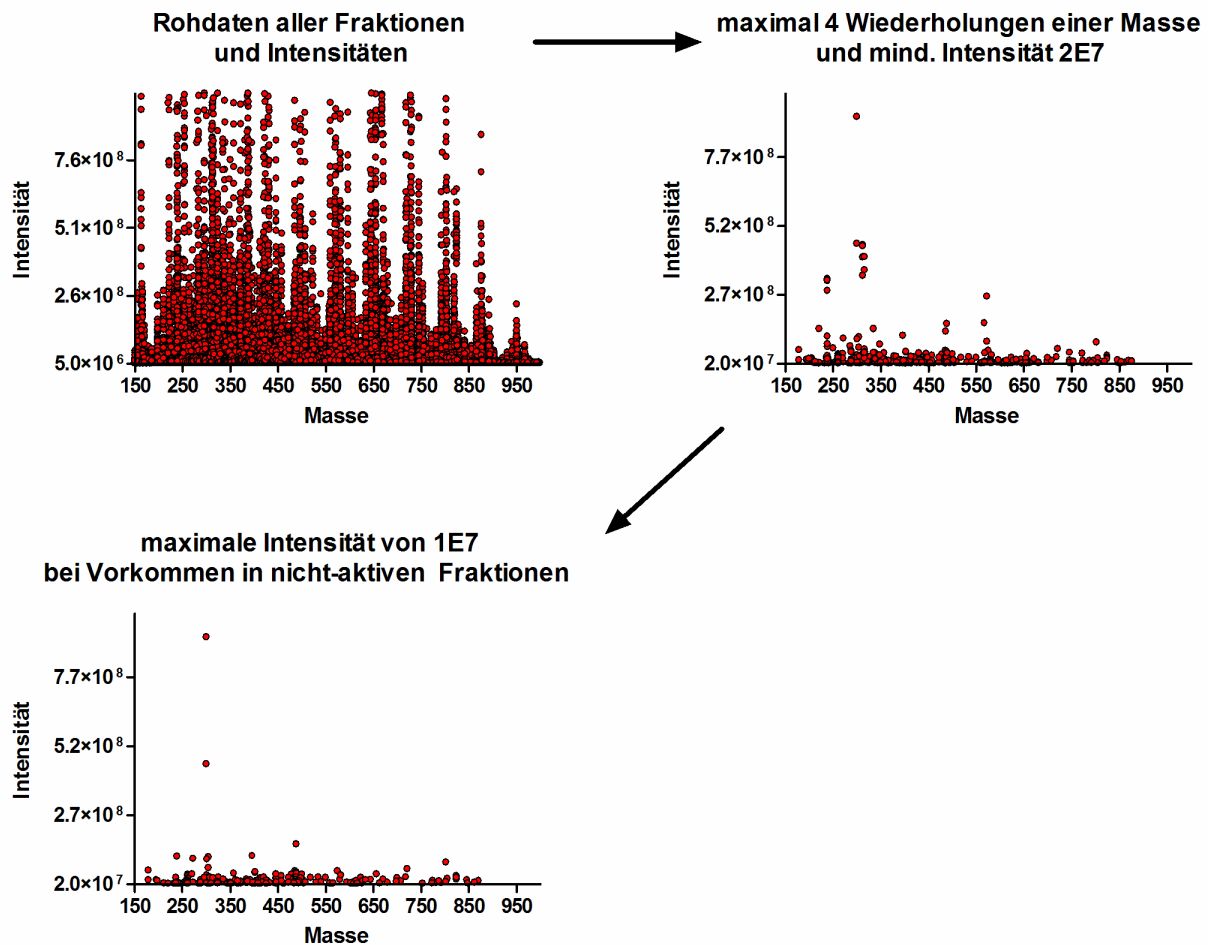 Rohdaten aller Fraktionen
und Intensitäten
maximal 4 Wiederholungen einer Masse
und mind. Intensität 2E7
Intensität
7.6×10⁸
5.1×10⁸
2.6×10⁸
5.0×10⁶
150 250 350 450 550 650 750 850 950
Masse
Intensität
7.7×10⁸
5.2×10⁸
2.7×10⁸
2.0×10⁷
150 250 350 450 550 650 750 850 950
Masse
maximale Intensität von 1E7
bei Vorkommen in nicht-aktiven Fraktionen
Intensität
7.7×10⁸
5.2×10⁸
2.7×10⁸
2.0×10⁷
150 250 350 450 550 650 750 850 950
Masse